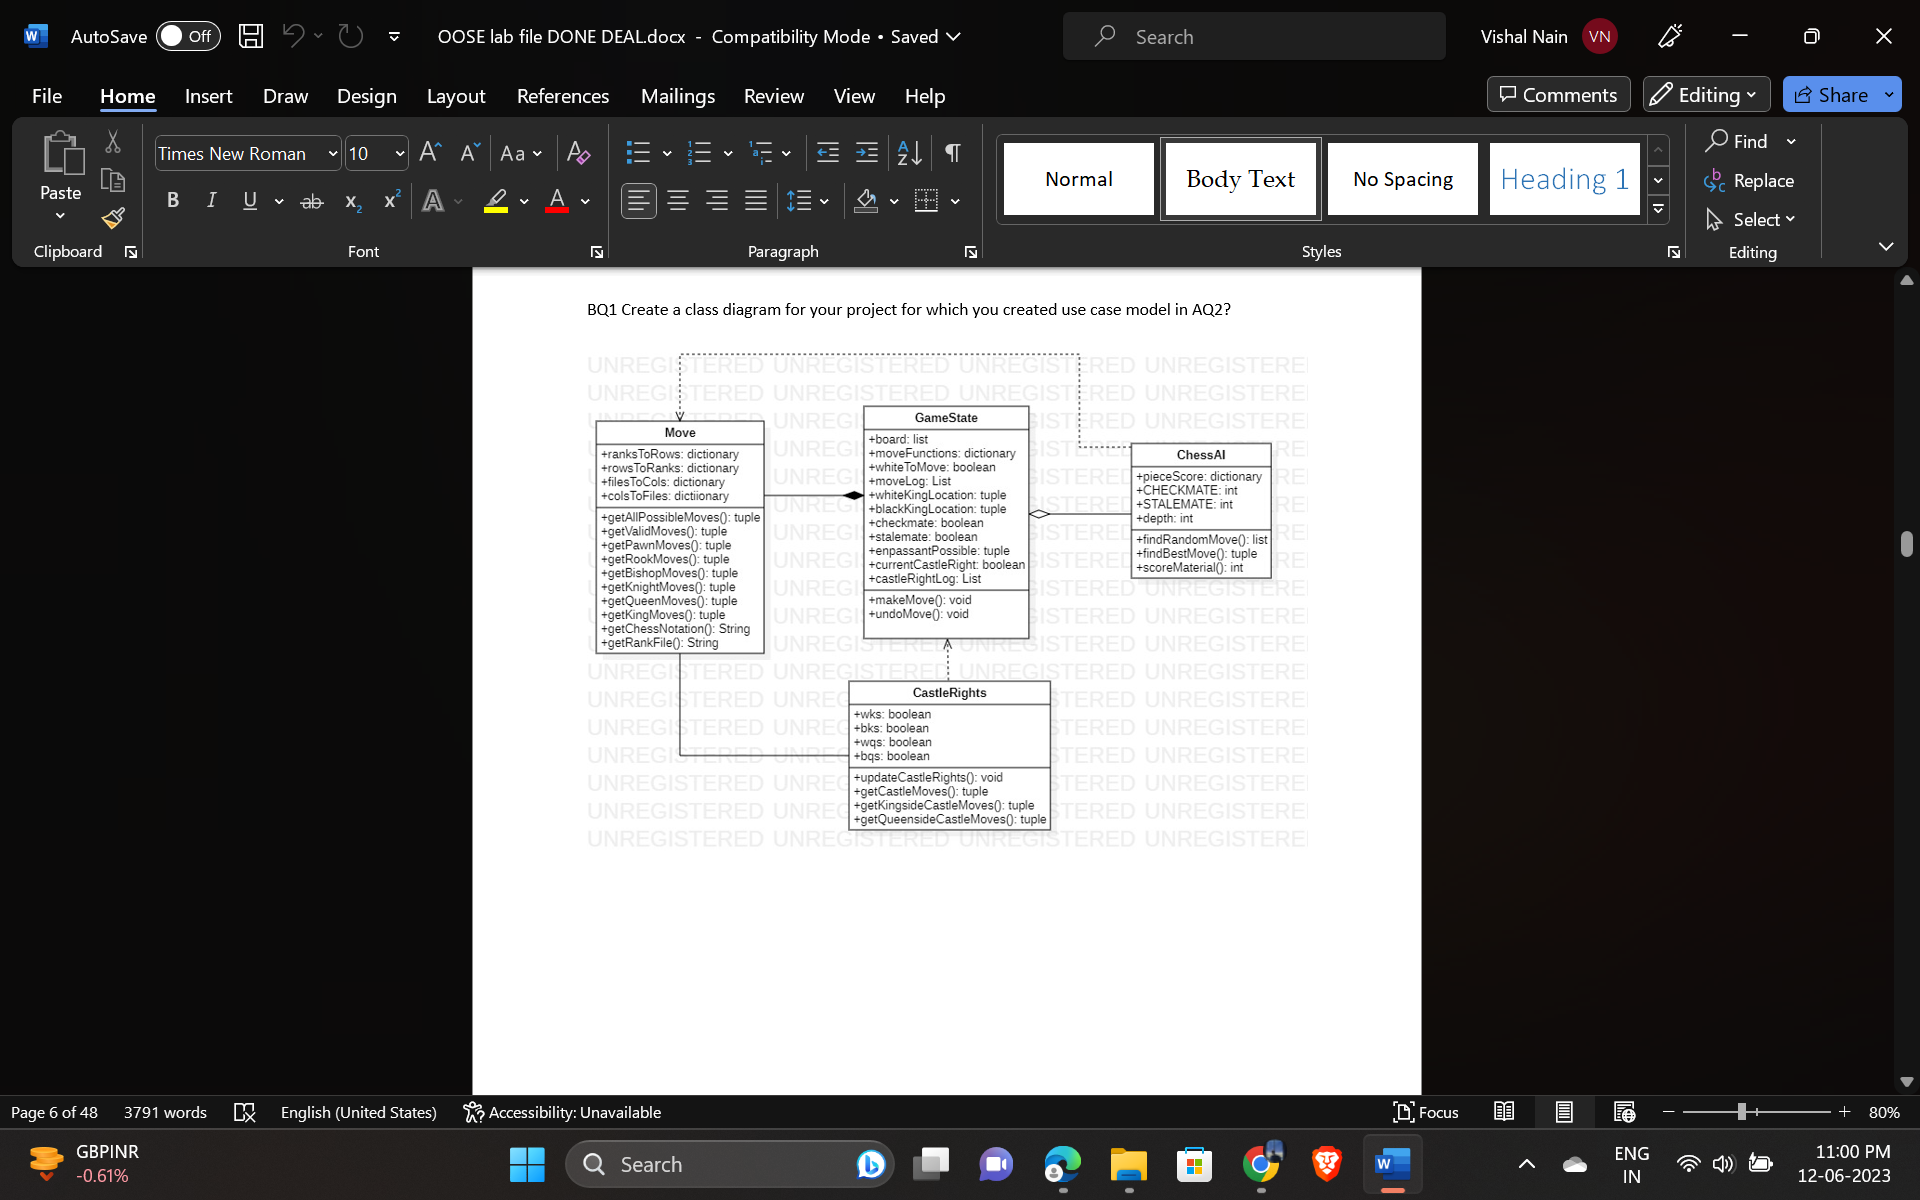 AutoSave Off OOSE lab file DONE DEAL.docx - Compatibility Mode • Saved Search Vishal Nain VN
File Home Insert Draw Design Layout References Mailings Review View Help Comments Editing Share
Paste
Clipboard
Times New Roman 10
Aa
B I U ab x2 x2 A A
Font
Paragraph
Normal Body Text No Spacing Heading 1
Styles
Find
Replace
Select
Editing
BQ1 Create a class diagram for your project for which you created use case model in AQ2?
UNREGISTERED UNREGISTERED UNREGISTERED UNREGISTERE
Move
+ranksToRows: dictionary
+rowsToRanks: dictionary
+filesToCols: dictionary
+colsToFiles: dictiionary
+getAllPossibleMoves(): tuple
+getValidMoves(): tuple
+getPawnMoves(): tuple
+getRookMoves(): tuple
+getBishopMoves(): tuple
+getKnightMoves(): tuple
+getQueenMoves(): tuple
+getKingMoves(): tuple
+getChessNotation(): String
+getRankFile(): String
GameState
+board: list
+moveFunctions: dictionary
+whiteToMove: boolean
+moveLog: List
+whiteKingLocation: tuple
+blackKingLocation: tuple
+checkmate: boolean
+stalemate: boolean
+enpassantPossible: tuple
+currentCastleRight: boolean
+castleRightLog: List
+makeMove(): void
+undoMove(): void
ChessAI
+pieceScore: dictionary
+CHECKMATE: int
+STALEMATE: int
+depth: int
+findRandomMove(): list
+findBestMove(): tuple
+scoreMaterial(): int
CastleRights
+wks: boolean
+bks: boolean
+wqs: boolean
+bqs: boolean
+updateCastleRights(): void
+getCastleMoves(): tuple
+getKingsideCastleMoves(): tuple
+getQueensideCastleMoves(): tuple
Page 6 of 48 3791 words English (United States) Accessibility: Unavailable Focus 80%
GBPINR
-0.61%
Search
ENG
IN
11:00 PM
12-06-2023